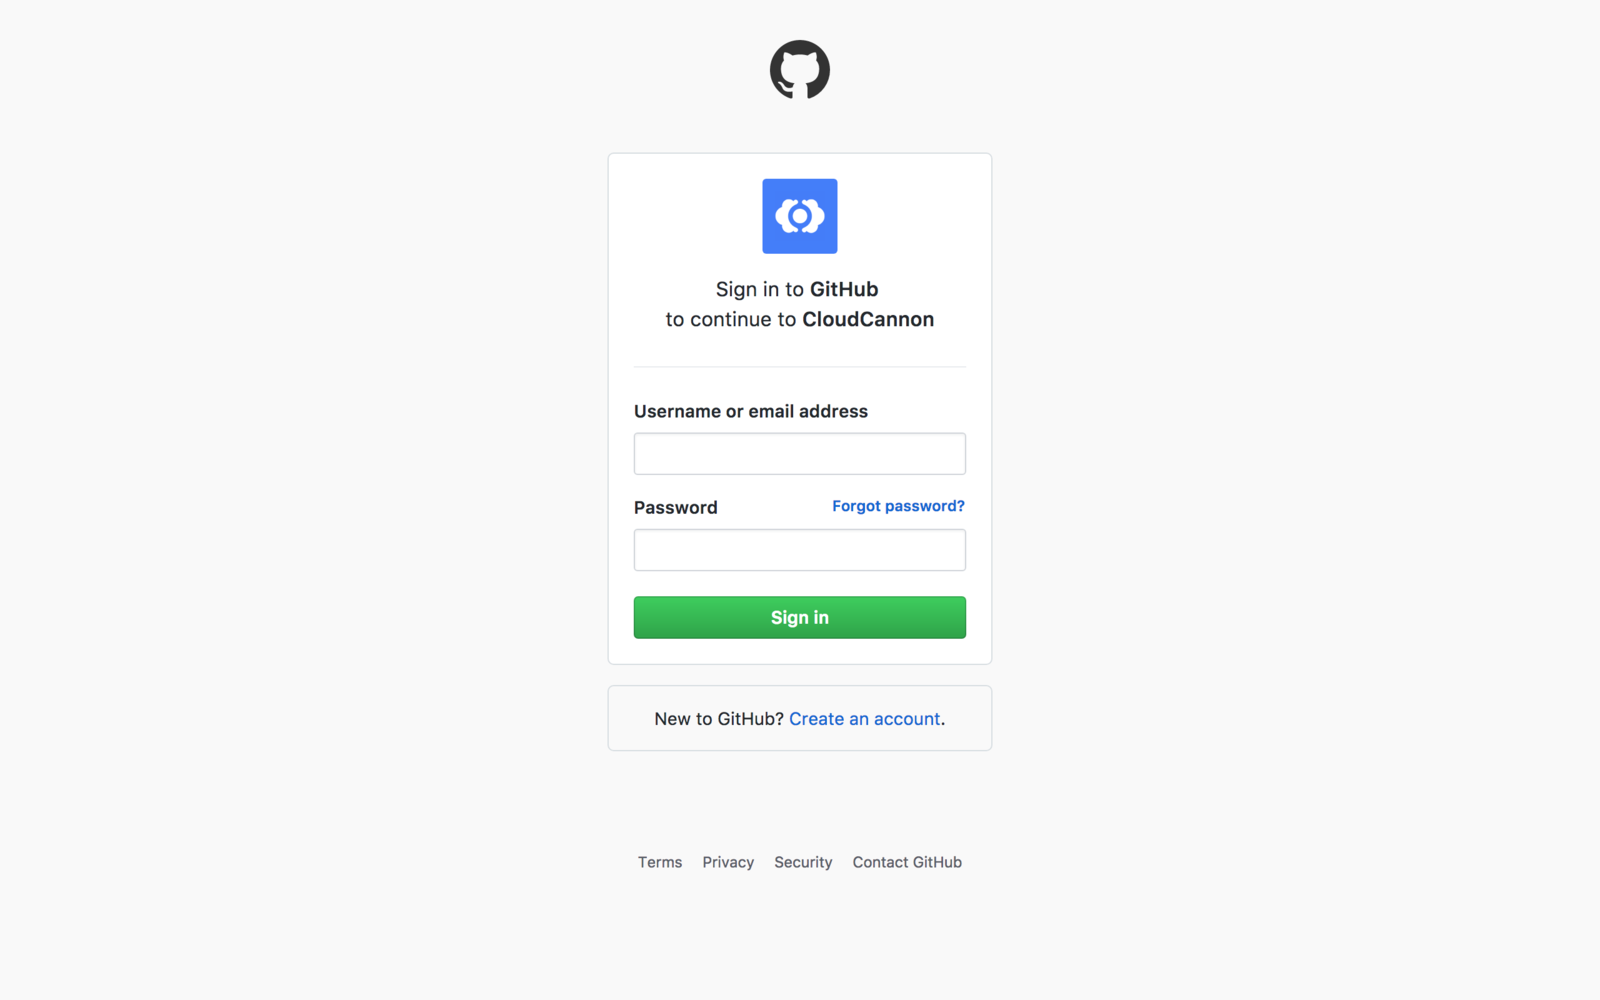 Sign in to GitHub
to continue to CloudCannon
Username or email address
Password Forgot password?
Sign in
New to GitHub? Create an account.
Terms Privacy Security Contact GitHub